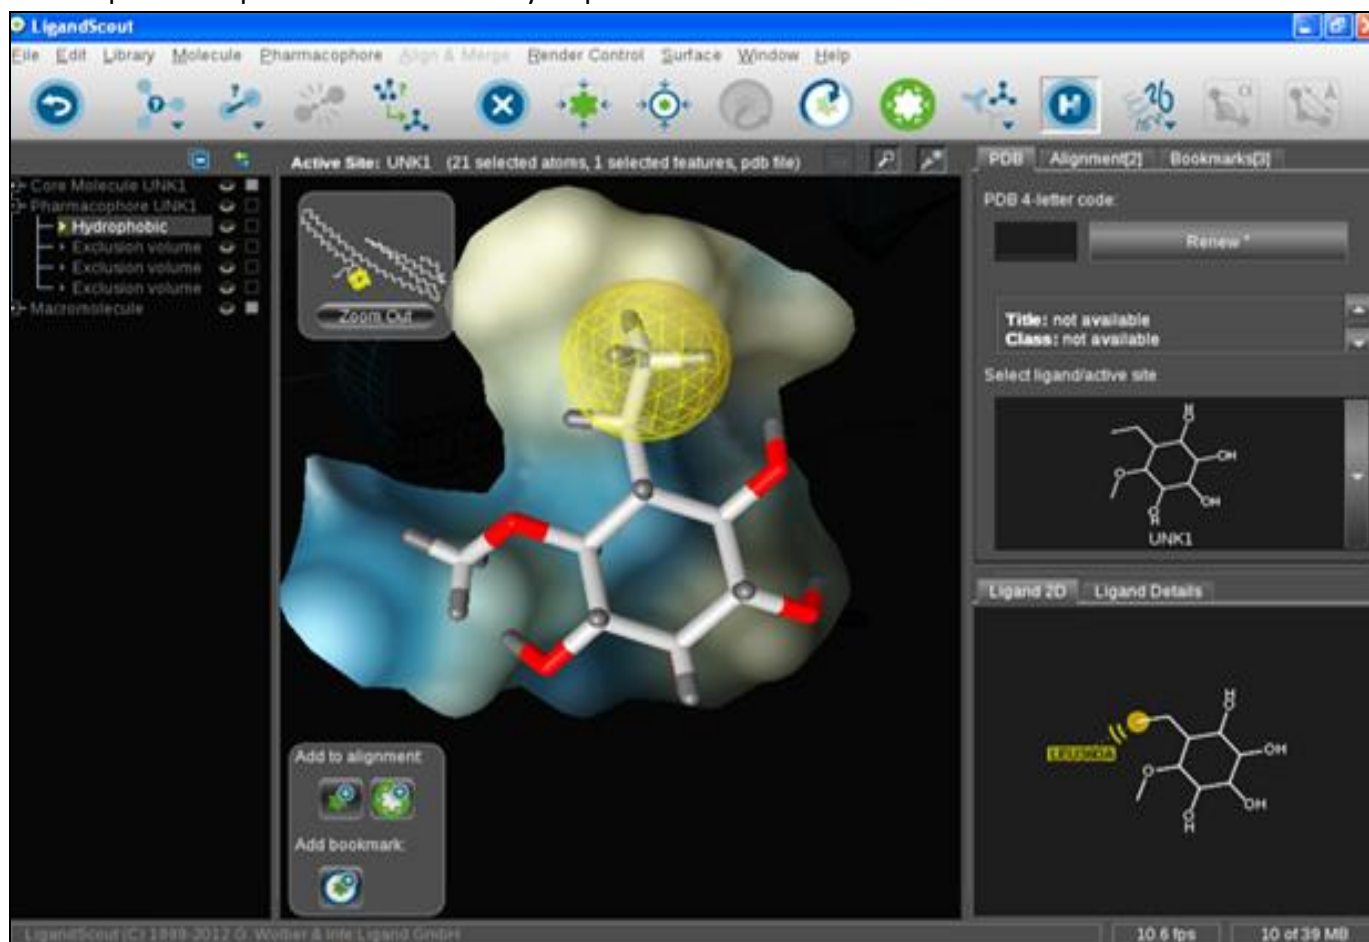 LigandScout
File Edit Library Molecule Pharmacophore Align & Merge Render Control Surface Window Help
Active Site: UNK1 (21 selected atoms, 1 selected features, pdb file)
Core Molecule UNK1
Pharmacophore UNK1
Hydrophobic
Exclusion volume
Exclusion volume
Exclusion volume
Macromolecule
Zoom Out
Add to alignment:
Add bookmark:
PDB Alignment[2] Bookmarks[3]
PDB 4-letter code:
Renew *
Title: not available
Class: not available
Select ligand/active site
H
O
OH
O
OH
O
H
UNK1
Ligand 2D Ligand Details
H
O
OH
O
OH
O
H
LigandScout (C) 1999-2012 G. Wolber & Inte:Ligand GmbH
10.6 fps 10 of 39 MB